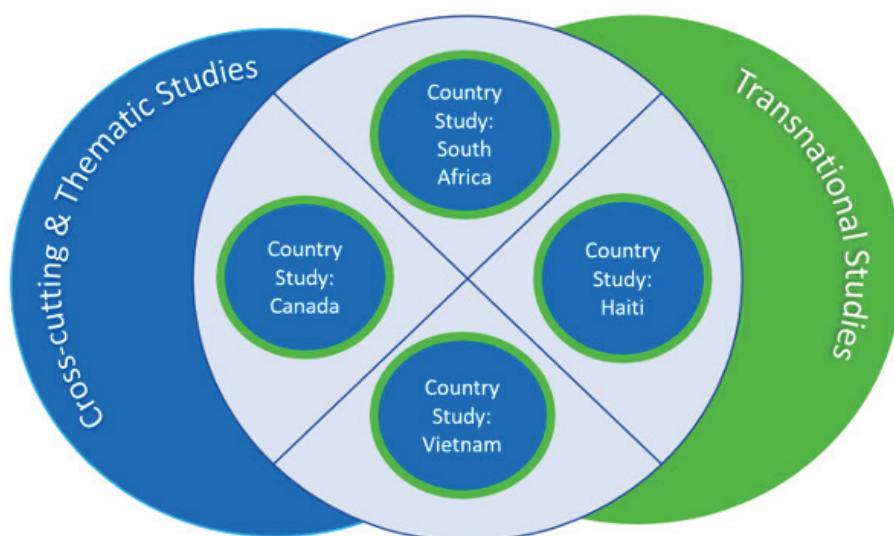 Cross-cutting & Thematic Studies
Country
Study:
South
Africa
Transnational Studies
Country
Study:
Canada
Country
Study:
Haiti
Country
Study:
Vietnam